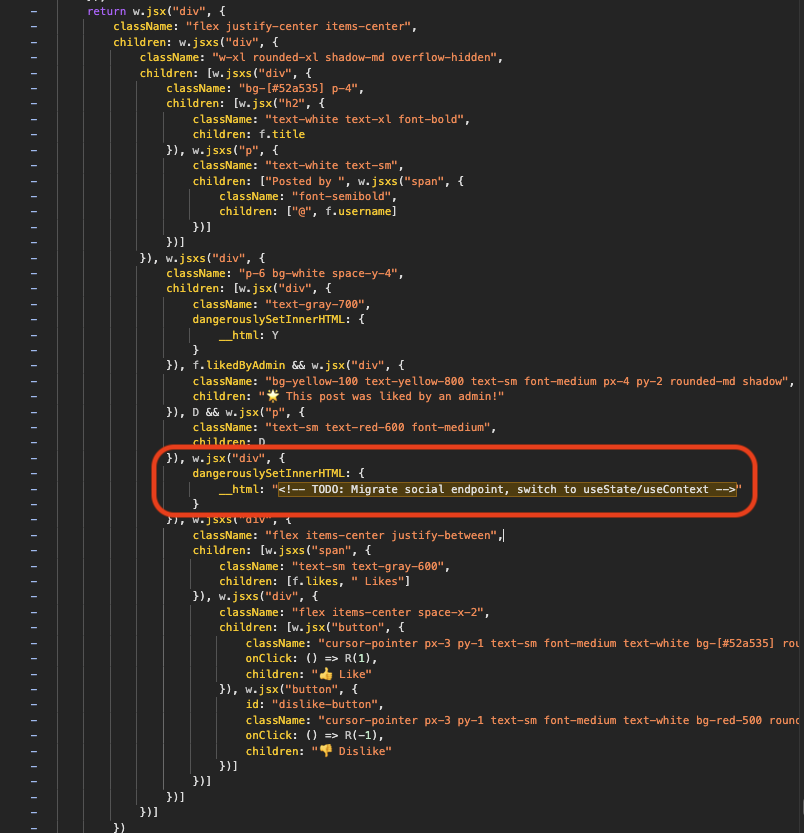 return w.jsx("div", {
className: "flex justify-center items-center",
children: w.jsxs("div", {
className: "w-xl rounded-xl shadow-md overflow-hidden",
children: [w.jsxs("div", {
className: "bg-[#52a535] p-4",
children: [w.jsx("h2", {
className: "text-white text-xl font-bold",
children: f.title
}), w.jsxs("p", {
className: "text-white text-sm",
children: ["Posted by ", w.jsxs("span", {
className: "font-semibold",
children: ["@", f.username]
})]
})]
}), w.jsxs("div", {
className: "p-6 bg-white space-y-4",
children: [w.jsx("div", {
className: "text-gray-700",
dangerouslySetInnerHTML: {
__html: Y
}
}), f.likedByAdmin && w.jsx("div", {
className: "bg-yellow-100 text-yellow-800 text-sm font-medium px-4 py-2 rounded-md shadow",
children: "🌟 This post was liked by an admin!"
}), D && w.jsx("p", {
className: "text-sm text-red-600 font-medium",
children: D
}), w.jsx("div", {
dangerouslySetInnerHTML: {
__html: "<!-- TODO: Migrate social endpoint, switch to useState/useContext -->"
}
}), w.jsxs("div", {
className: "flex items-center justify-between",
children: [w.jsxs("span", {
className: "text-sm text-gray-600",
children: [f.likes, " Likes"]
}), w.jsxs("div", {
className: "flex items-center space-x-2",
children: [w.jsx("button", {
className: "cursor-pointer px-3 py-1 text-sm font-medium text-white bg-[#52a535] rou
onClick: () => R(1),
children: "👍 Like"
}), w.jsx("button", {
id: "dislike-button",
className: "cursor-pointer px-3 py-1 text-sm font-medium text-white bg-red-500 round
onClick: () => R(-1),
children: "👎 Dislike"
})]
})]
})]
})]
})